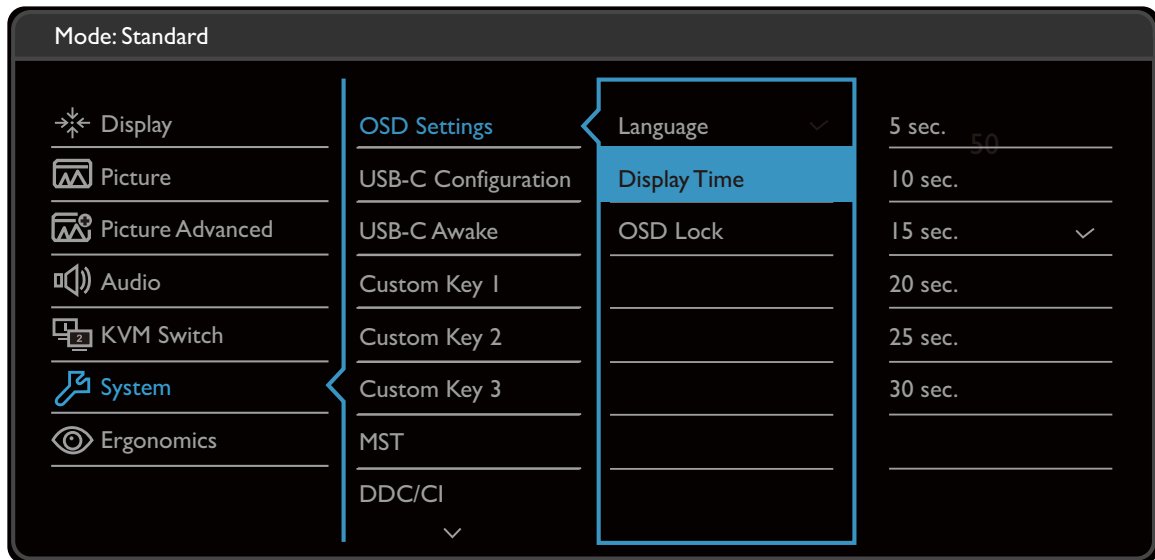 Mode: Standard
Display
Picture
Picture Advanced
Audio
KVM Switch
System
Ergonomics
OSD Settings
USB-C Configuration
USB-C Awake
Custom Key 1
Custom Key 2
Custom Key 3
MST
DDC/CI
Language
Display Time
OSD Lock
5 sec.
50
10 sec.
15 sec.
20 sec.
25 sec.
30 sec.